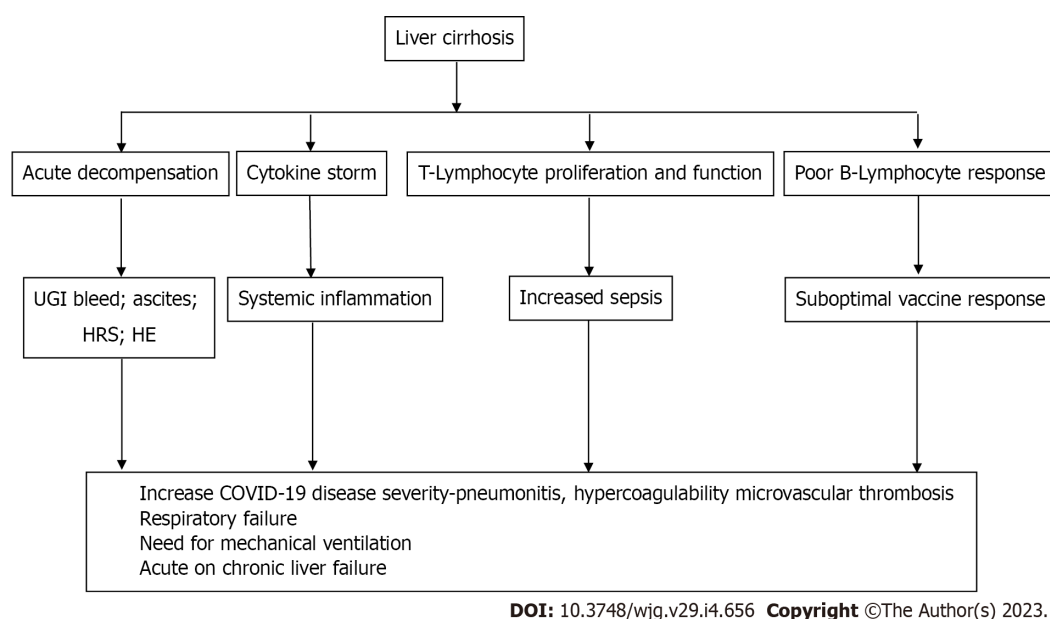 Liver cirrhosis
Acute decompensation
Cytokine storm
T-Lymphocyte proliferation and function
Poor B-Lymphocyte response
UGI bleed; ascites;
HRS; HE
Systemic inflammation
Increased sepsis
Suboptimal vaccine response
Increase COVID-19 disease severity-pneumonitis, hypercoagulability microvascular thrombosis
Respiratory failure
Need for mechanical ventilation
Acute on chronic liver failure
DOI: 10.3748/wjg.v29.i4.656 Copyright ©The Author(s) 2023.